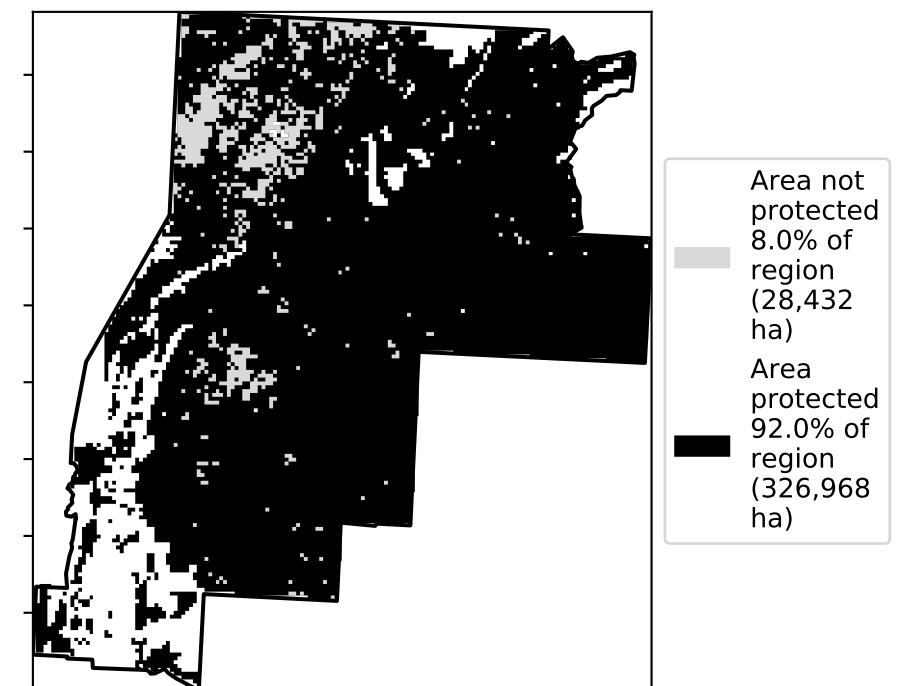 Area not
protected
8.0% of
region
(28,432
ha)
Area
protected
92.0% of
region
(326,968
ha)